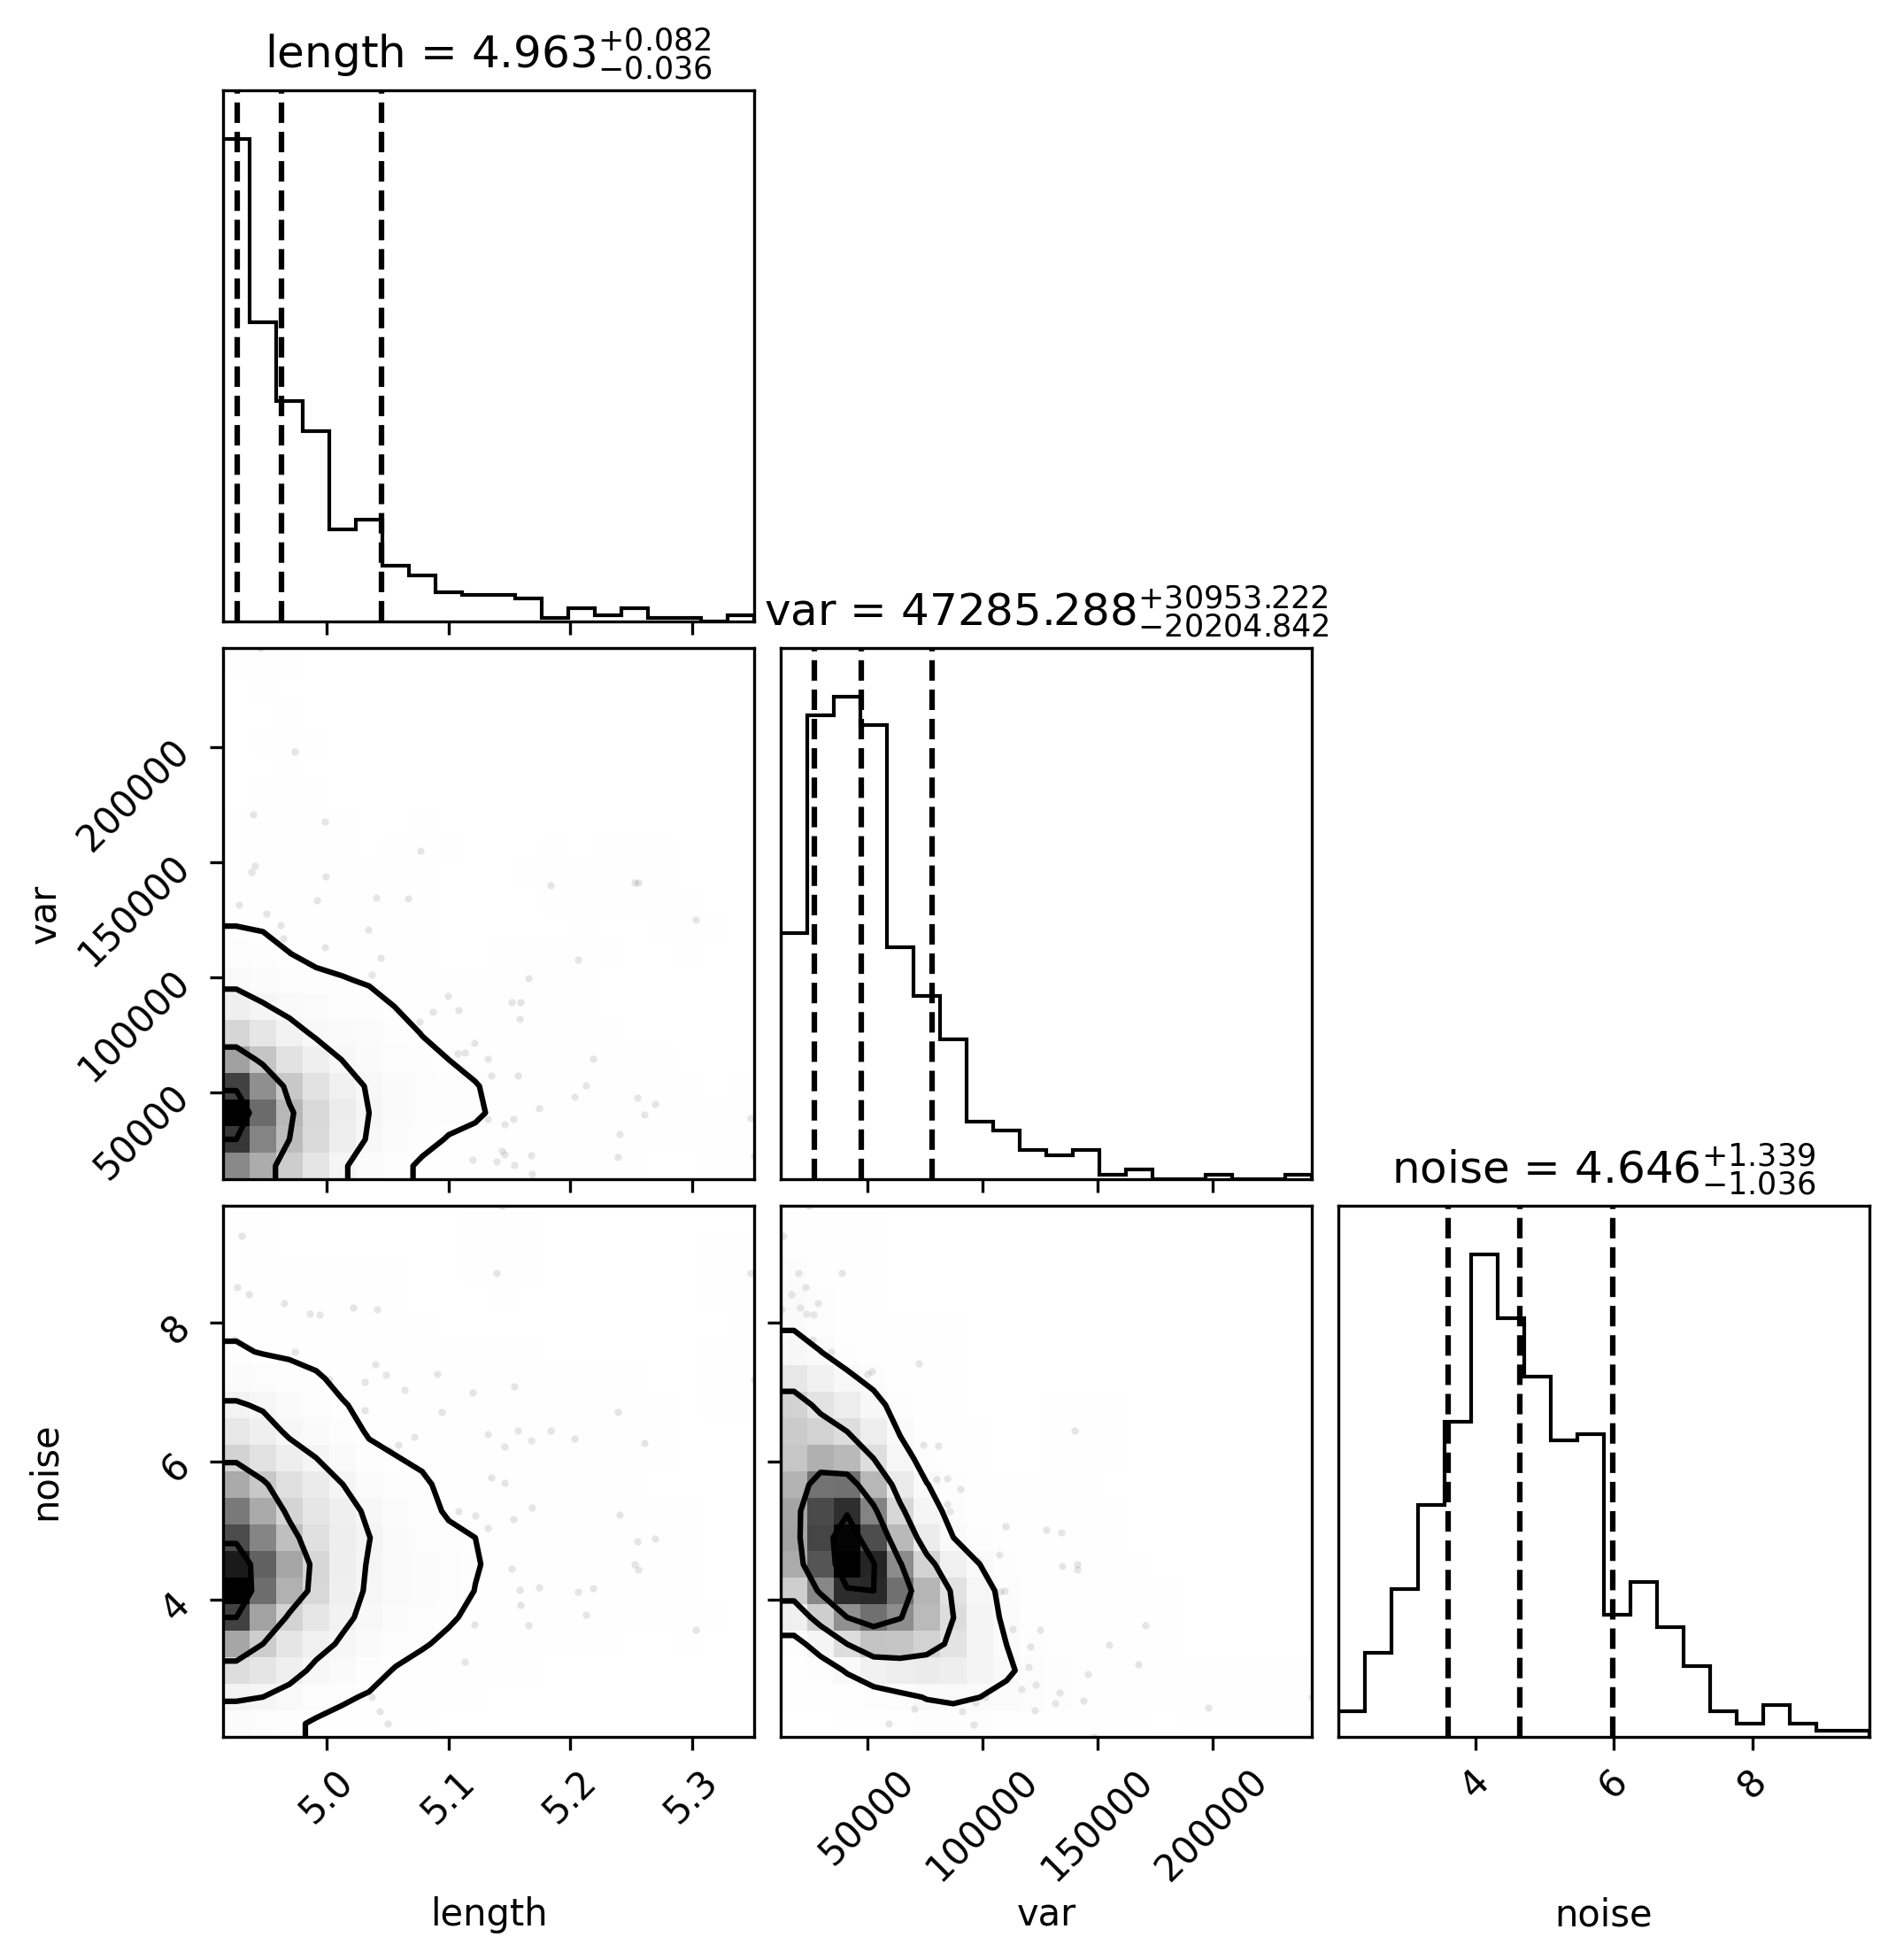 length = 4.963 +0.082 −0.036
var = 47285.288 +30953.222 −20204.842
200000
150000
100000
50000
var
noise = 4.646 +1.339 −1.036
8
6
4
noise
5.0 5.1 5.2 5.3
50000 100000 150000 200000
4 6 8
length var noise